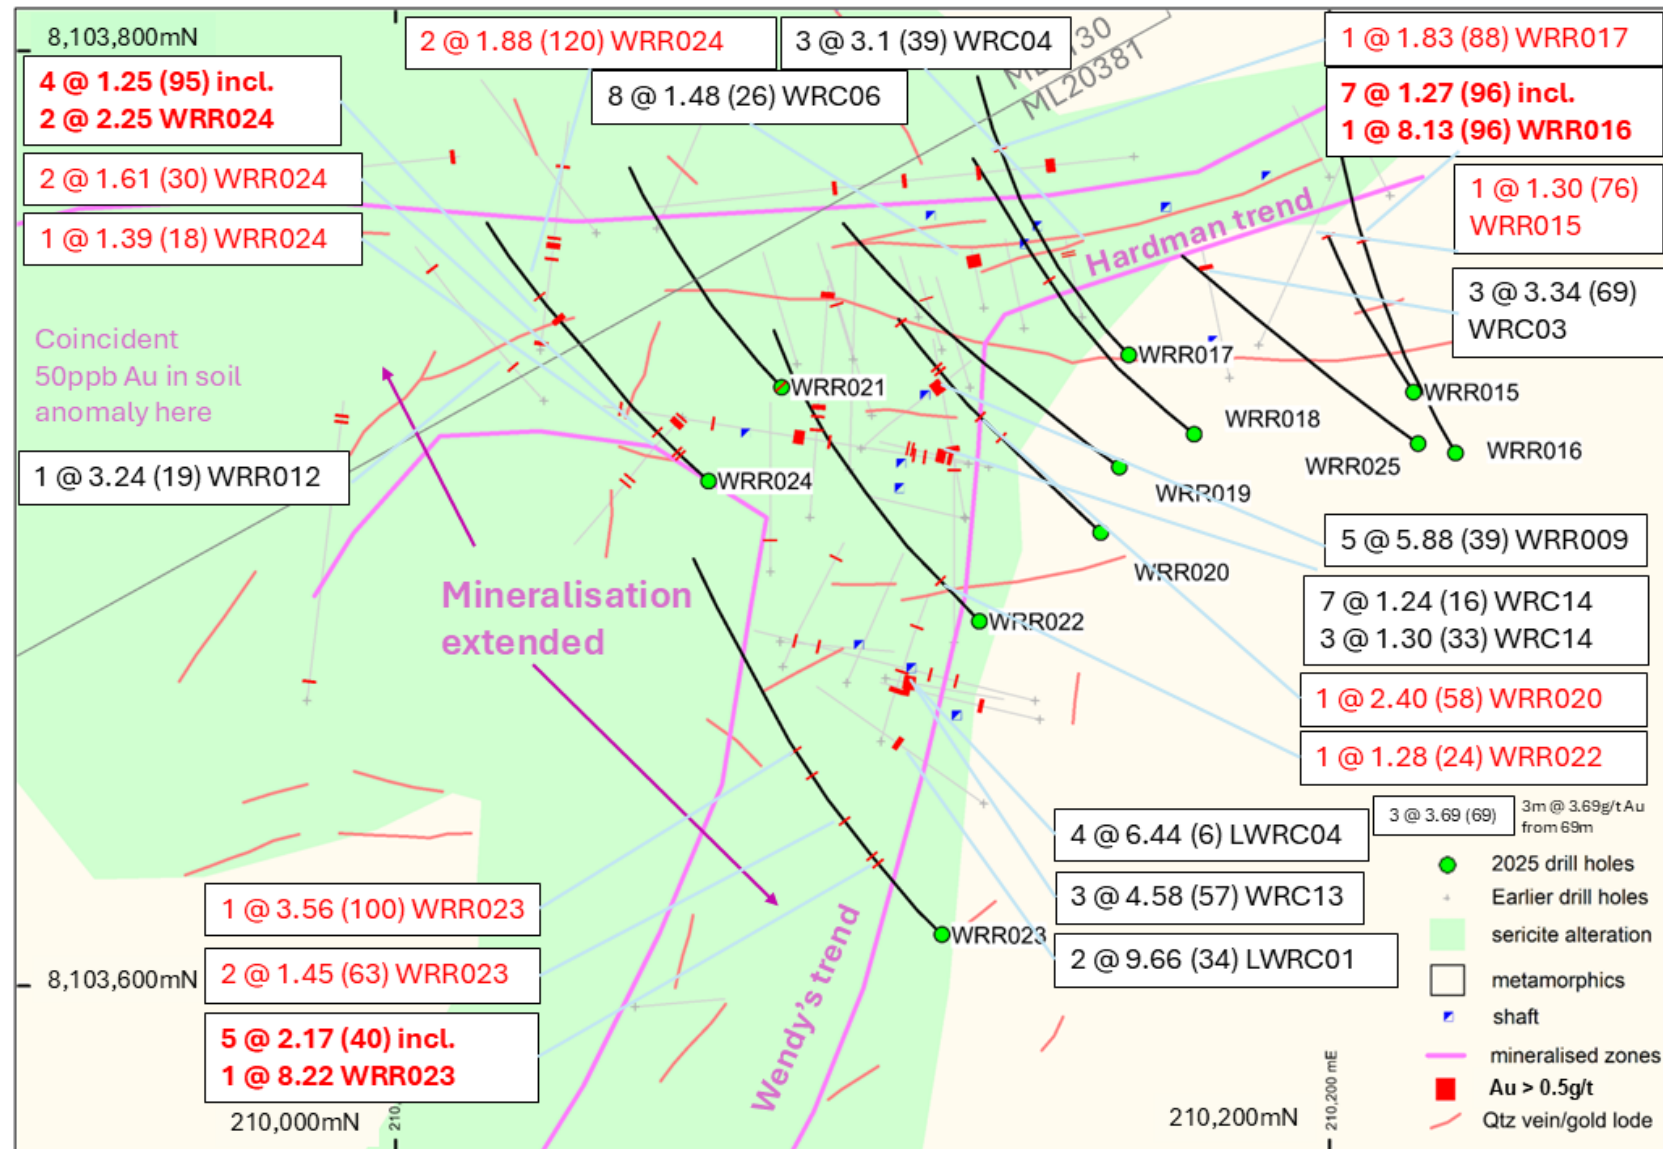 8,103,800mN
2 @ 1.88 (120) WRR024
3 @ 3.1 (39) WRC04
1 @ 1.83 (88) WRR017
4 @ 1.25 (95) incl.
2 @ 2.25 WRR024
8 @ 1.48 (26) WRC06
ML20381
7 @ 1.27 (96) incl.
1 @ 8.13 (96) WRR016
2 @ 1.61 (30) WRR024
1 @ 1.30 (76)
WRR015
1 @ 1.39 (18) WRR024
Hardman trend
3 @ 3.34 (69)
WRC03
Coincident
50ppb Au in soil
anomaly here
WRR017
WRR021
WRR015
WRR018
WRR016
WRR025
1 @ 3.24 (19) WRR012
WRR024
WRR019
5 @ 5.88 (39) WRR009
WRR020
Mineralisation
extended
7 @ 1.24 (16) WRC14
3 @ 1.30 (33) WRC14
WRR022
1 @ 2.40 (58) WRR020
1 @ 1.28 (24) WRR022
3 @ 3.69 (69)
3m @ 3.69g/t Au
from 69m
4 @ 6.44 (6) LWRC04
2025 drill holes
3 @ 4.58 (57) WRC13
Earlier drill holes
1 @ 3.56 (100) WRR023
WRR023
sericite alteration
2 @ 9.66 (34) LWRC01
2 @ 1.45 (63) WRR023
8,103,600mN
metamorphics
Wendy's trend
shaft
5 @ 2.17 (40) incl.
1 @ 8.22 WRR023
mineralised zones
Au > 0.5g/t
210,000mN
210,
210,200mN
210,200 mE
Qtz vein/gold lode